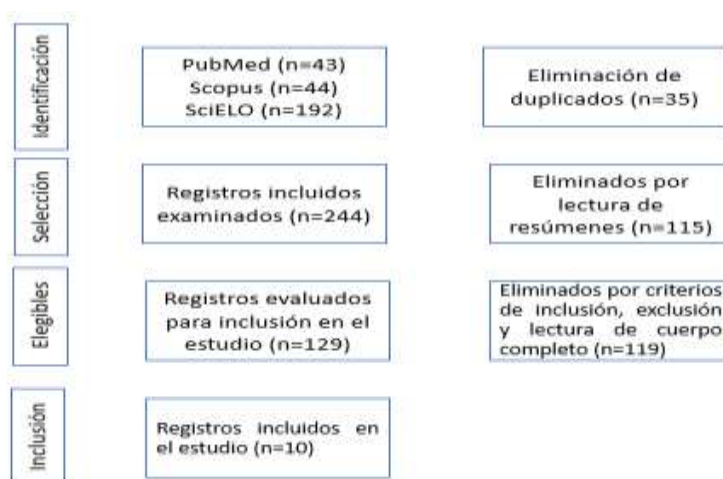 Identificación
PubMed (n=43)
Scopus (n=44)
SciELO (n=192)
Eliminación de
duplicados (n=35)
Selección
Registros incluidos
examinados (n=244)
Eliminados por
lectura de
resúmenes (n=115)
Elegibles
Registros evaluados
para inclusión en el
estudio (n=129)
Eliminados por criterios
de inclusión, exclusión
y lectura de cuerpo
completo (n=119)
Inclusión
Registros incluidos en
el estudio (n=10)